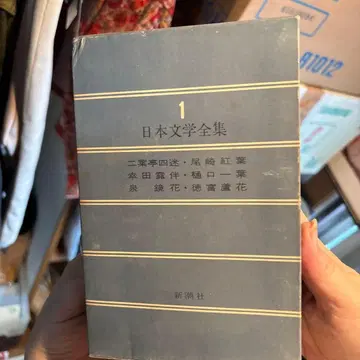 1
日本文学全集
二葉亭四迷・尾崎紅葉
幸田露伴・樋口一葉
泉鏡花・徳富蘆花
新潮社
A1012